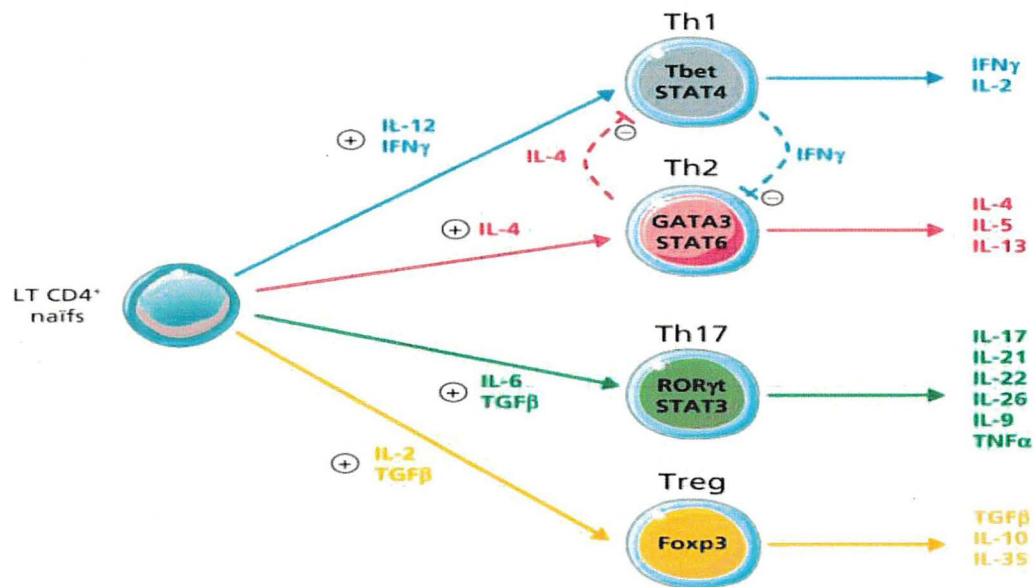 Th1
Tbet
STAT4
IFNγ
IL-2
+
IL-12
IFNγ
IL-4
−
IFNγ
−
Th2
GATA3
STAT6
IL-4
IL-5
IL-13
+ IL-4
LT CD4⁺
naïfs
Th17
RORγt
STAT3
IL-17
IL-21
IL-22
IL-26
IL-9
TNFα
+
IL-6
TGFβ
+
IL-2
TGFβ
Treg
Foxp3
TGFβ
IL-10
IL-35